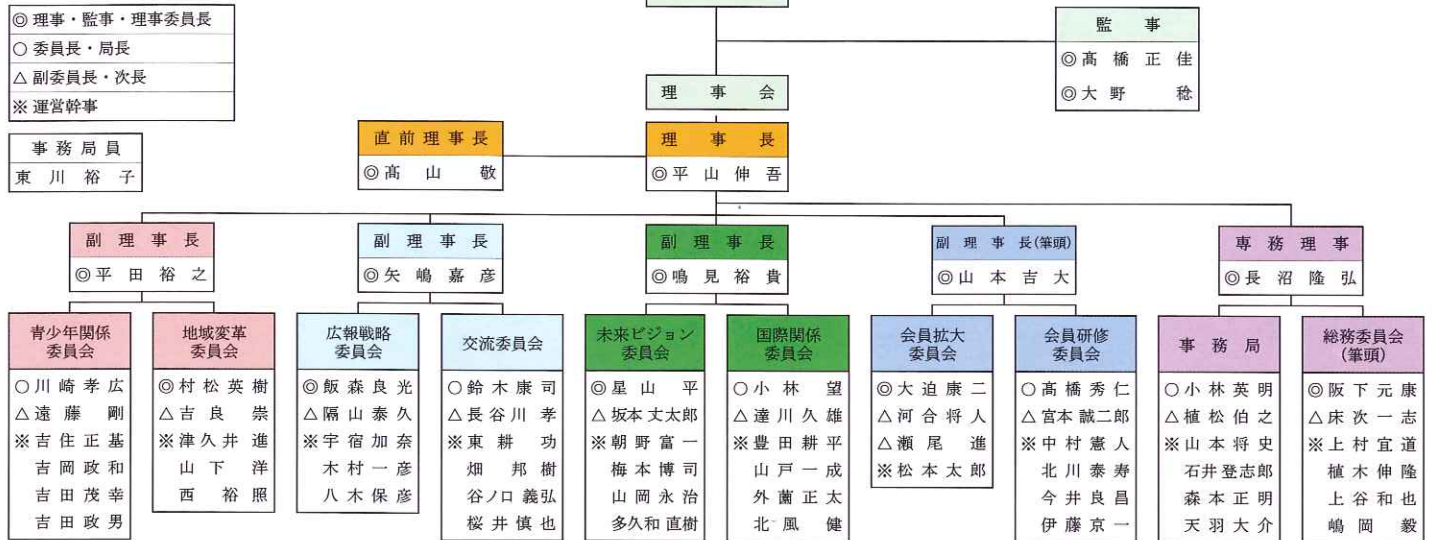 ◎ 理事・監事・理事委員長
○ 委員長・局長
△ 副委員長・次長
※ 運営幹事
事務局員
東川裕子
監事
◎髙橋正佳
◎大野稔
理事会
直前理事長
◎髙山敬
理事長
◎平山伸吾
副理事長
◎平田裕之
副理事長
◎矢嶋嘉彦
副理事長
◎鳴見裕貴
副理事長(筆頭)
◎山本吉大
専務理事
◎長沼隆弘
青少年関係
委員会
○川崎孝広
△遠藤剛
※吉住正基
吉岡政和
吉田茂幸
吉田政男
地域変革
委員会
◎村松英樹
△吉良崇
※津久井進
山下洋
西裕照
広報戦略
委員会
◎飯森良光
△隔山泰久
※宇宿加奈
木村一彦
八木保彦
交流委員会
○鈴木康司
△長谷川孝
※東耕功
畑邦樹
谷ノ口義弘
桜井慎也
未来ビジョン
委員会
◎星山平
△坂本丈太郎
※朝野富一
梅本博司
山岡永治
多久和直樹
国際関係
委員会
○小林望
△達川久雄
※豊田耕平
山戸一成
外薗正太
北風健
会員拡大
委員会
◎大迫康二
△河合将人
△瀬尾進
※松本太郎
会員研修
委員会
○髙橋秀仁
△宮本誠二郎
※中村憲人
北川泰寿
今井良昌
伊藤京一
事務局
○小林英明
△植松伯之
※山本将史
石井登志郎
森本正明
天羽大介
総務委員会
(筆頭)
◎阪下元康
△床次一志
※上村宜道
植木伸隆
上谷和也
嶋岡毅